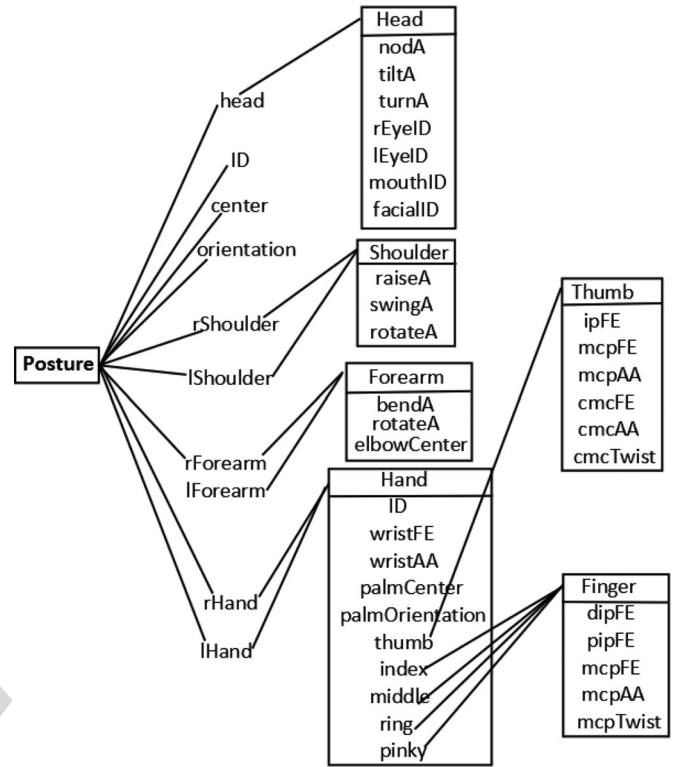 Posture
head
ID
center
orientation
rShoulder
lShoulder
rForearm
lForearm
rHand
lHand
Head
nodA
tiltA
turnA
rEyeID
lEyeID
mouthID
facialID
Shoulder
raiseA
swingA
rotateA
Forearm
bendA
rotateA
elbowCenter
Hand
ID
wristFE
wristAA
palmCenter
palmOrientation
thumb
index
middle
ring
pinky
Thumb
ipFE
mcpFE
mcpAA
cmcFE
cmcAA
cmcTwist
Finger
dipFE
pipFE
mcpFE
mcpAA
mcpTwist